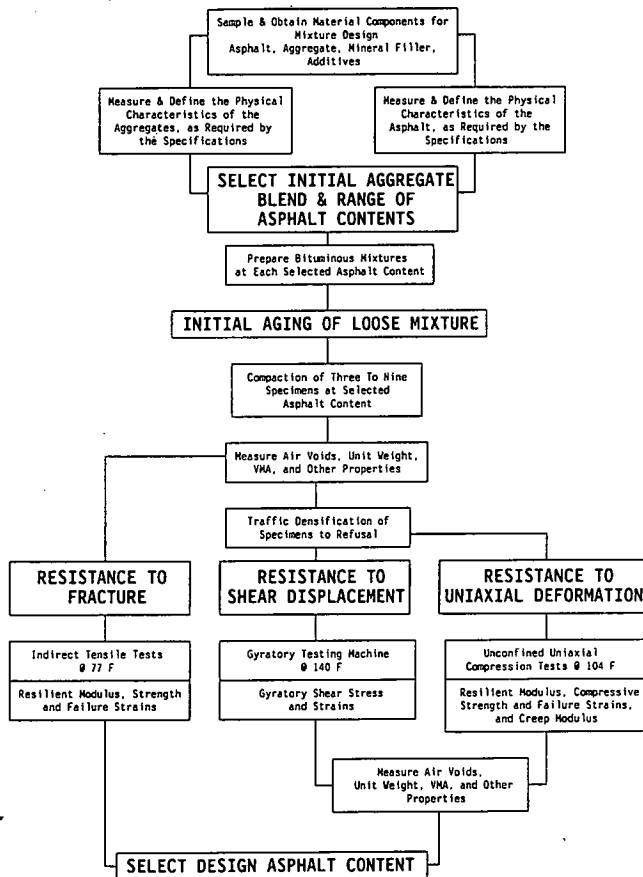 Sample & Obtain Material Components for
Mixture Design
Asphalt, Aggregate, Mineral Filler,
Additives
Measure & Define the Physical
Characteristics of the
Aggregates, as Required by
the Specifications
Measure & Define the Physical
Characteristics of the
Asphalt, as Required by the
Specifications
SELECT INITIAL AGGREGATE
BLEND & RANGE OF
ASPHALT CONTENTS
Prepare Bituminous Mixtures
at Each Selected Asphalt Content
INITIAL AGING OF LOOSE MIXTURE
Compaction of Three To Nine
Specimens at Selected
Asphalt Content
Measure Air Voids, Unit Weight,
VMA, and Other Properties
Traffic Densification of
Specimens to Refusal
RESISTANCE TO
FRACTURE
RESISTANCE TO
SHEAR DISPLACEMENT
RESISTANCE TO
UNIAXIAL DEFORMATION
Indirect Tensile Tests
@ 77 F
Resilient Modulus, Strength
and Failure Strains
Gyratory Testing Machine
@ 140 F
Gyratory Shear Stress
and Strains
Unconfined Uniaxial
Compression Tests @ 104 F
Resilient Modulus, Compressive
Strength and Failure Strains,
and Creep Modulus
Measure Air Voids,
Unit Weight, VMA, and Other
Properties
SELECT DESIGN ASPHALT CONTENT